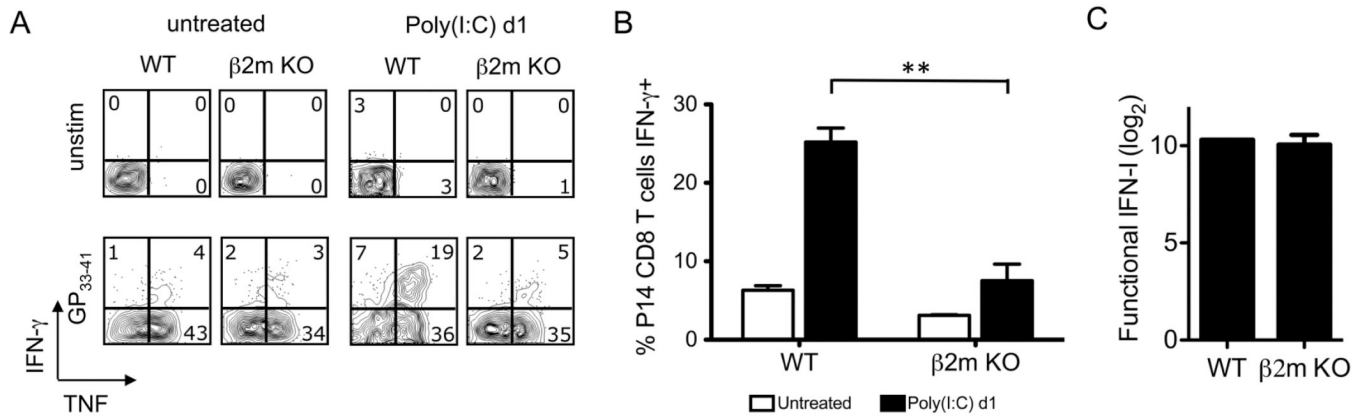 A
untreated
Poly(I:C) d1
WT
β2m KO
WT
β2m KO
unstim
0 0
0
0 0
0
3 0
3
0 0
1
GP33-41
1 4
43
2 3
34
7 19
36
2 5
35
IFN-γ
TNF
B
**
% P14 CD8 T cells IFN-γ+
30
20
10
0
WT
β2m KO
Untreated
Poly(I:C) d1
C
Functional IFN-I (log2)
10
5
0
WT
β2m KO